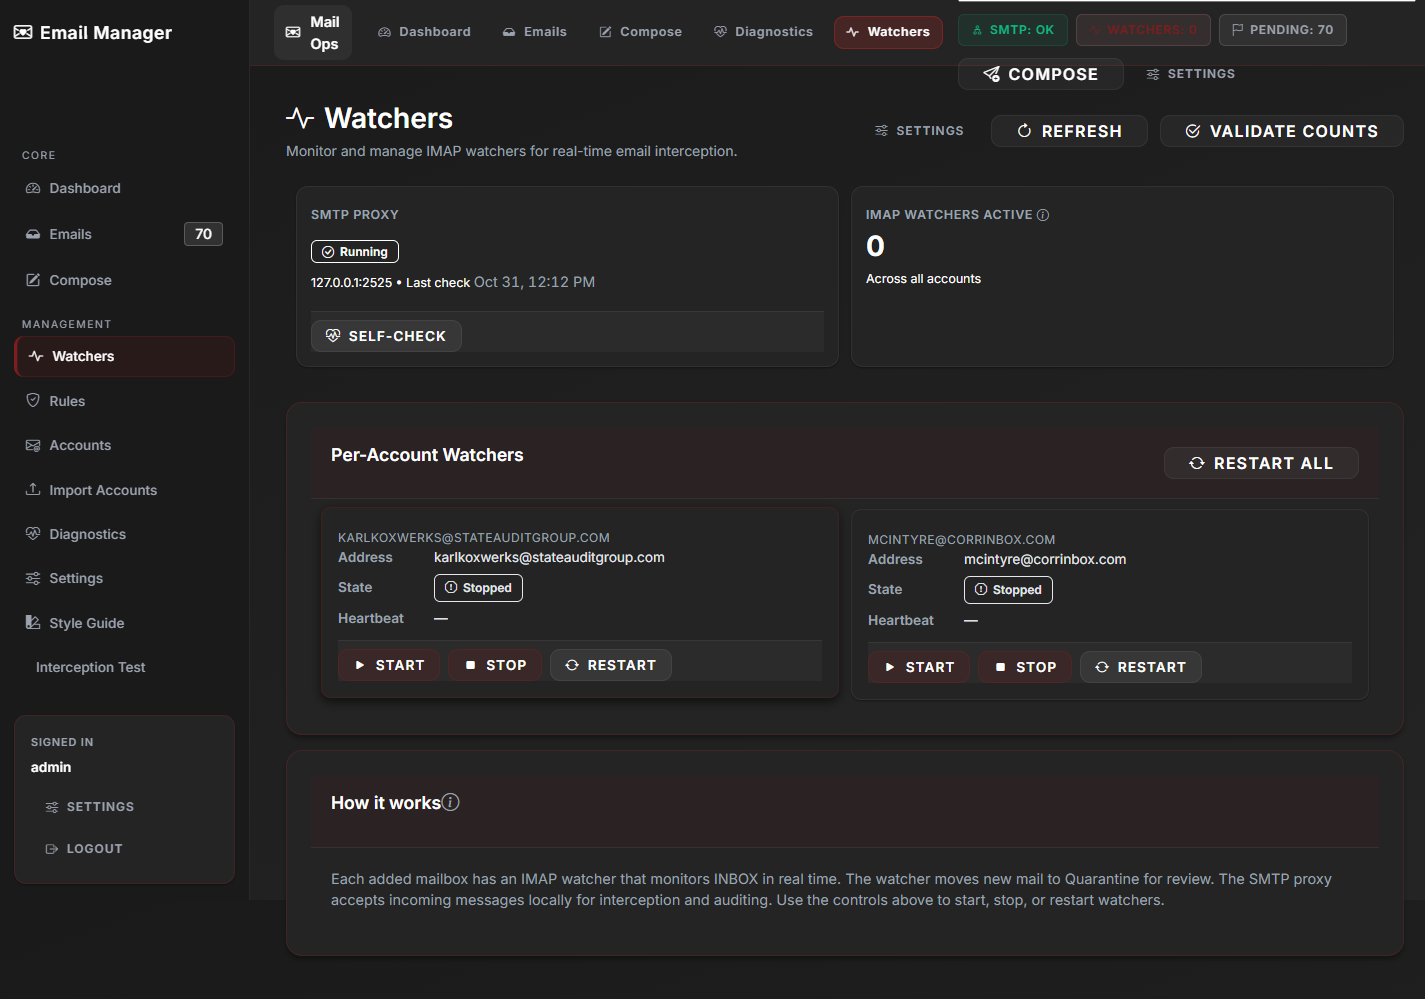 Email Manager
Mail Ops
Dashboard
Emails
Compose
Diagnostics
Watchers
SMTP: OK
WATCHERS: 0
PENDING: 70
COMPOSE
SETTINGS
CORE
Dashboard
Emails 70
Compose
MANAGEMENT
Watchers
Rules
Accounts
Import Accounts
Diagnostics
Settings
Style Guide
Interception Test
SIGNED IN
admin
SETTINGS
LOGOUT
Watchers
Monitor and manage IMAP watchers for real-time email interception.
SETTINGS
REFRESH
VALIDATE COUNTS
SMTP PROXY
Running
127.0.0.1:2525 • Last check Oct 31, 12:12 PM
SELF-CHECK
IMAP WATCHERS ACTIVE
0
Across all accounts
Per-Account Watchers
RESTART ALL
KARLKOXWERKS@STATEAUDITGROUP.COM
Address karlkoxwerks@stateauditgroup.com
State Stopped
Heartbeat —
START STOP RESTART
MCINTYRE@CORRINBOX.COM
Address mcintyre@corrinbox.com
State Stopped
Heartbeat —
START STOP RESTART
How it works
Each added mailbox has an IMAP watcher that monitors INBOX in real time. The watcher moves new mail to Quarantine for review. The SMTP proxy
accepts incoming messages locally for interception and auditing. Use the controls above to start, stop, or restart watchers.